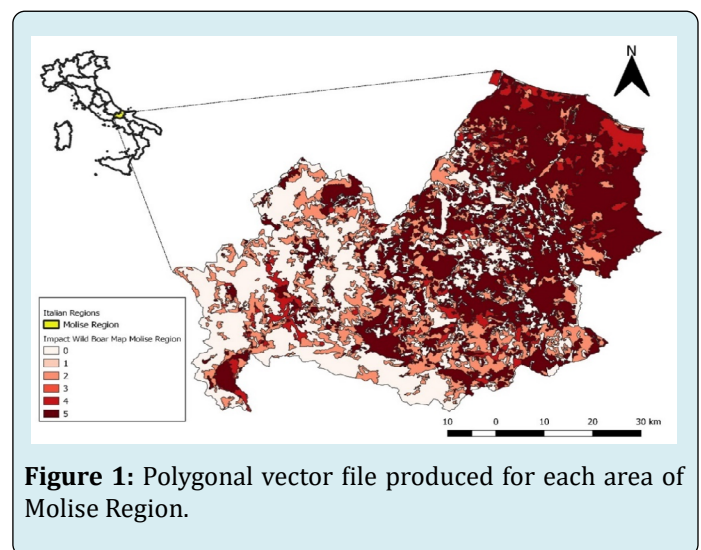 N
Italian Regions
Molise Region
Impact Wild Boar Map Molise Region
0
1
2
3
4
5
10 0 10 20 30 km
Figure 1: Polygonal vector file produced for each area of
Molise Region.